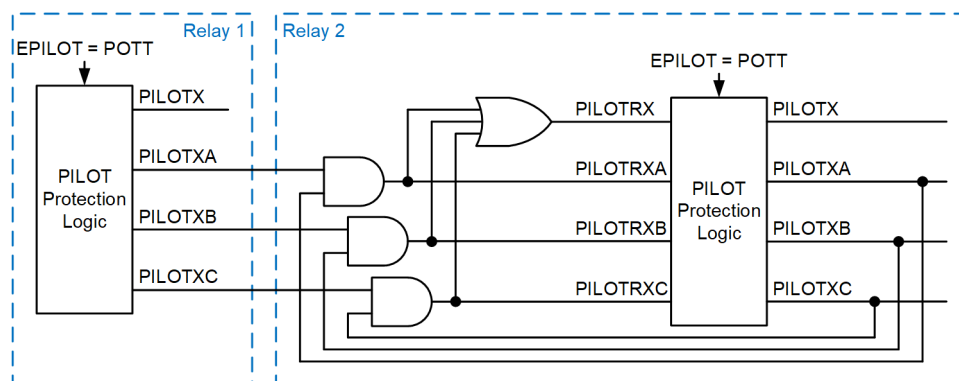 Relay 1
Relay 2
EPILOT = POTT
PILOTX
PILOTXA
PILOTXB
PILOTXC
PILOT
Protection
Logic
EPILOT = POTT
PILOTRX
PILOTRXA
PILOTRXB
PILOTRXC
PILOT
Protection
Logic
PILOTX
PILOTXA
PILOTXB
PILOTXC